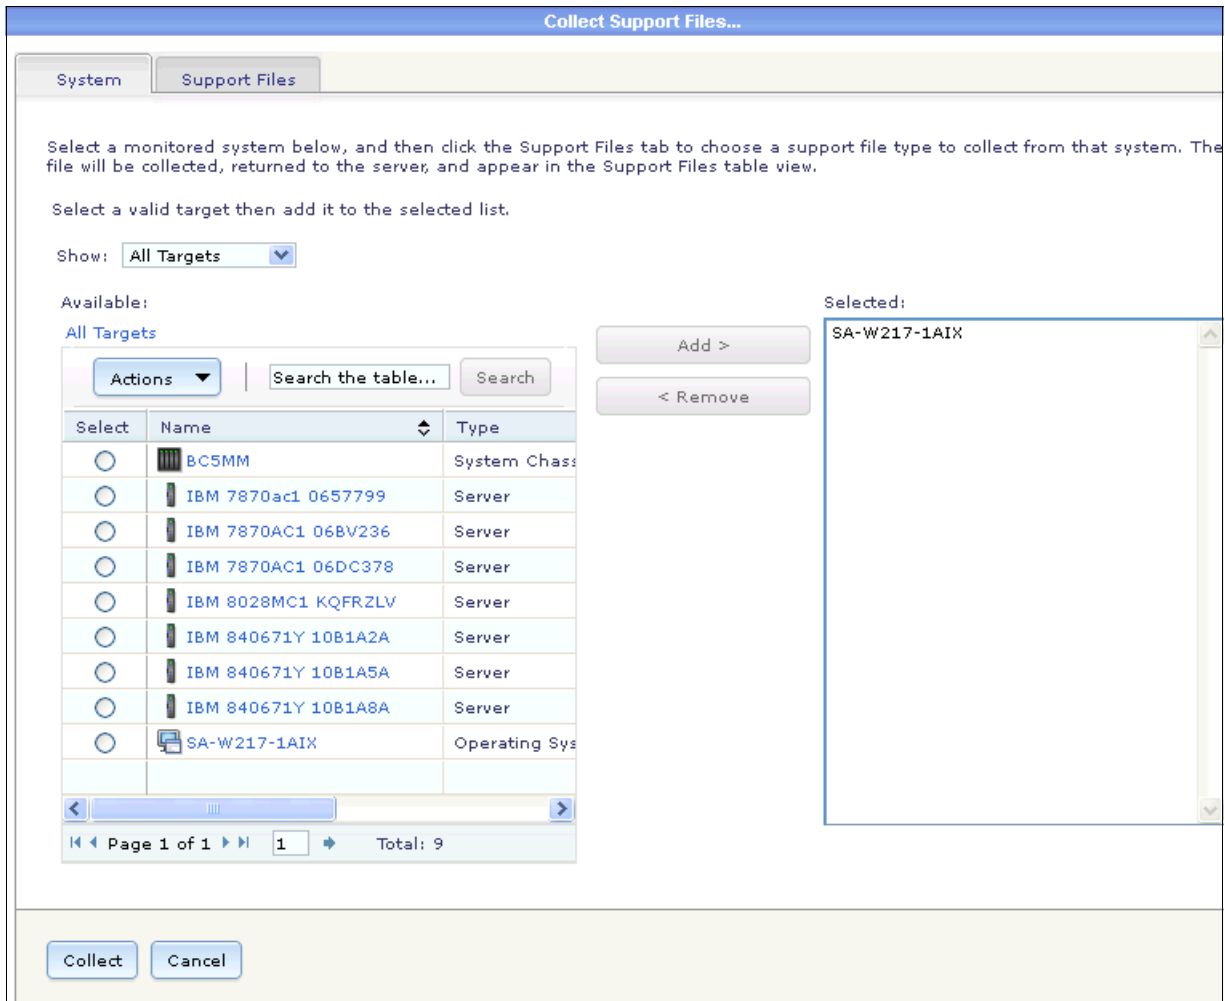 Collect Support Files...
System
Support Files
Select a monitored system below, and then click the Support Files tab to choose a support file type to collect from that system. The
file will be collected, returned to the server, and appear in the Support Files table view.
Select a valid target then add it to the selected list.
Show: All Targets
Available:
All Targets
Actions
Search the table...
Search
Select Name Type
BC5MM System Chass
IBM 7870ac1 0657799 Server
IBM 7870AC1 06BV236 Server
IBM 7870AC1 06DC378 Server
IBM 8028MC1 KQFRZLV Server
IBM 840671Y 10B1A2A Server
IBM 840671Y 10B1A5A Server
IBM 840671Y 10B1A8A Server
SA-W217-1AIX Operating Sys
Page 1 of 1 1 Total: 9
Add >
< Remove
Selected:
SA-W217-1AIX
Collect
Cancel